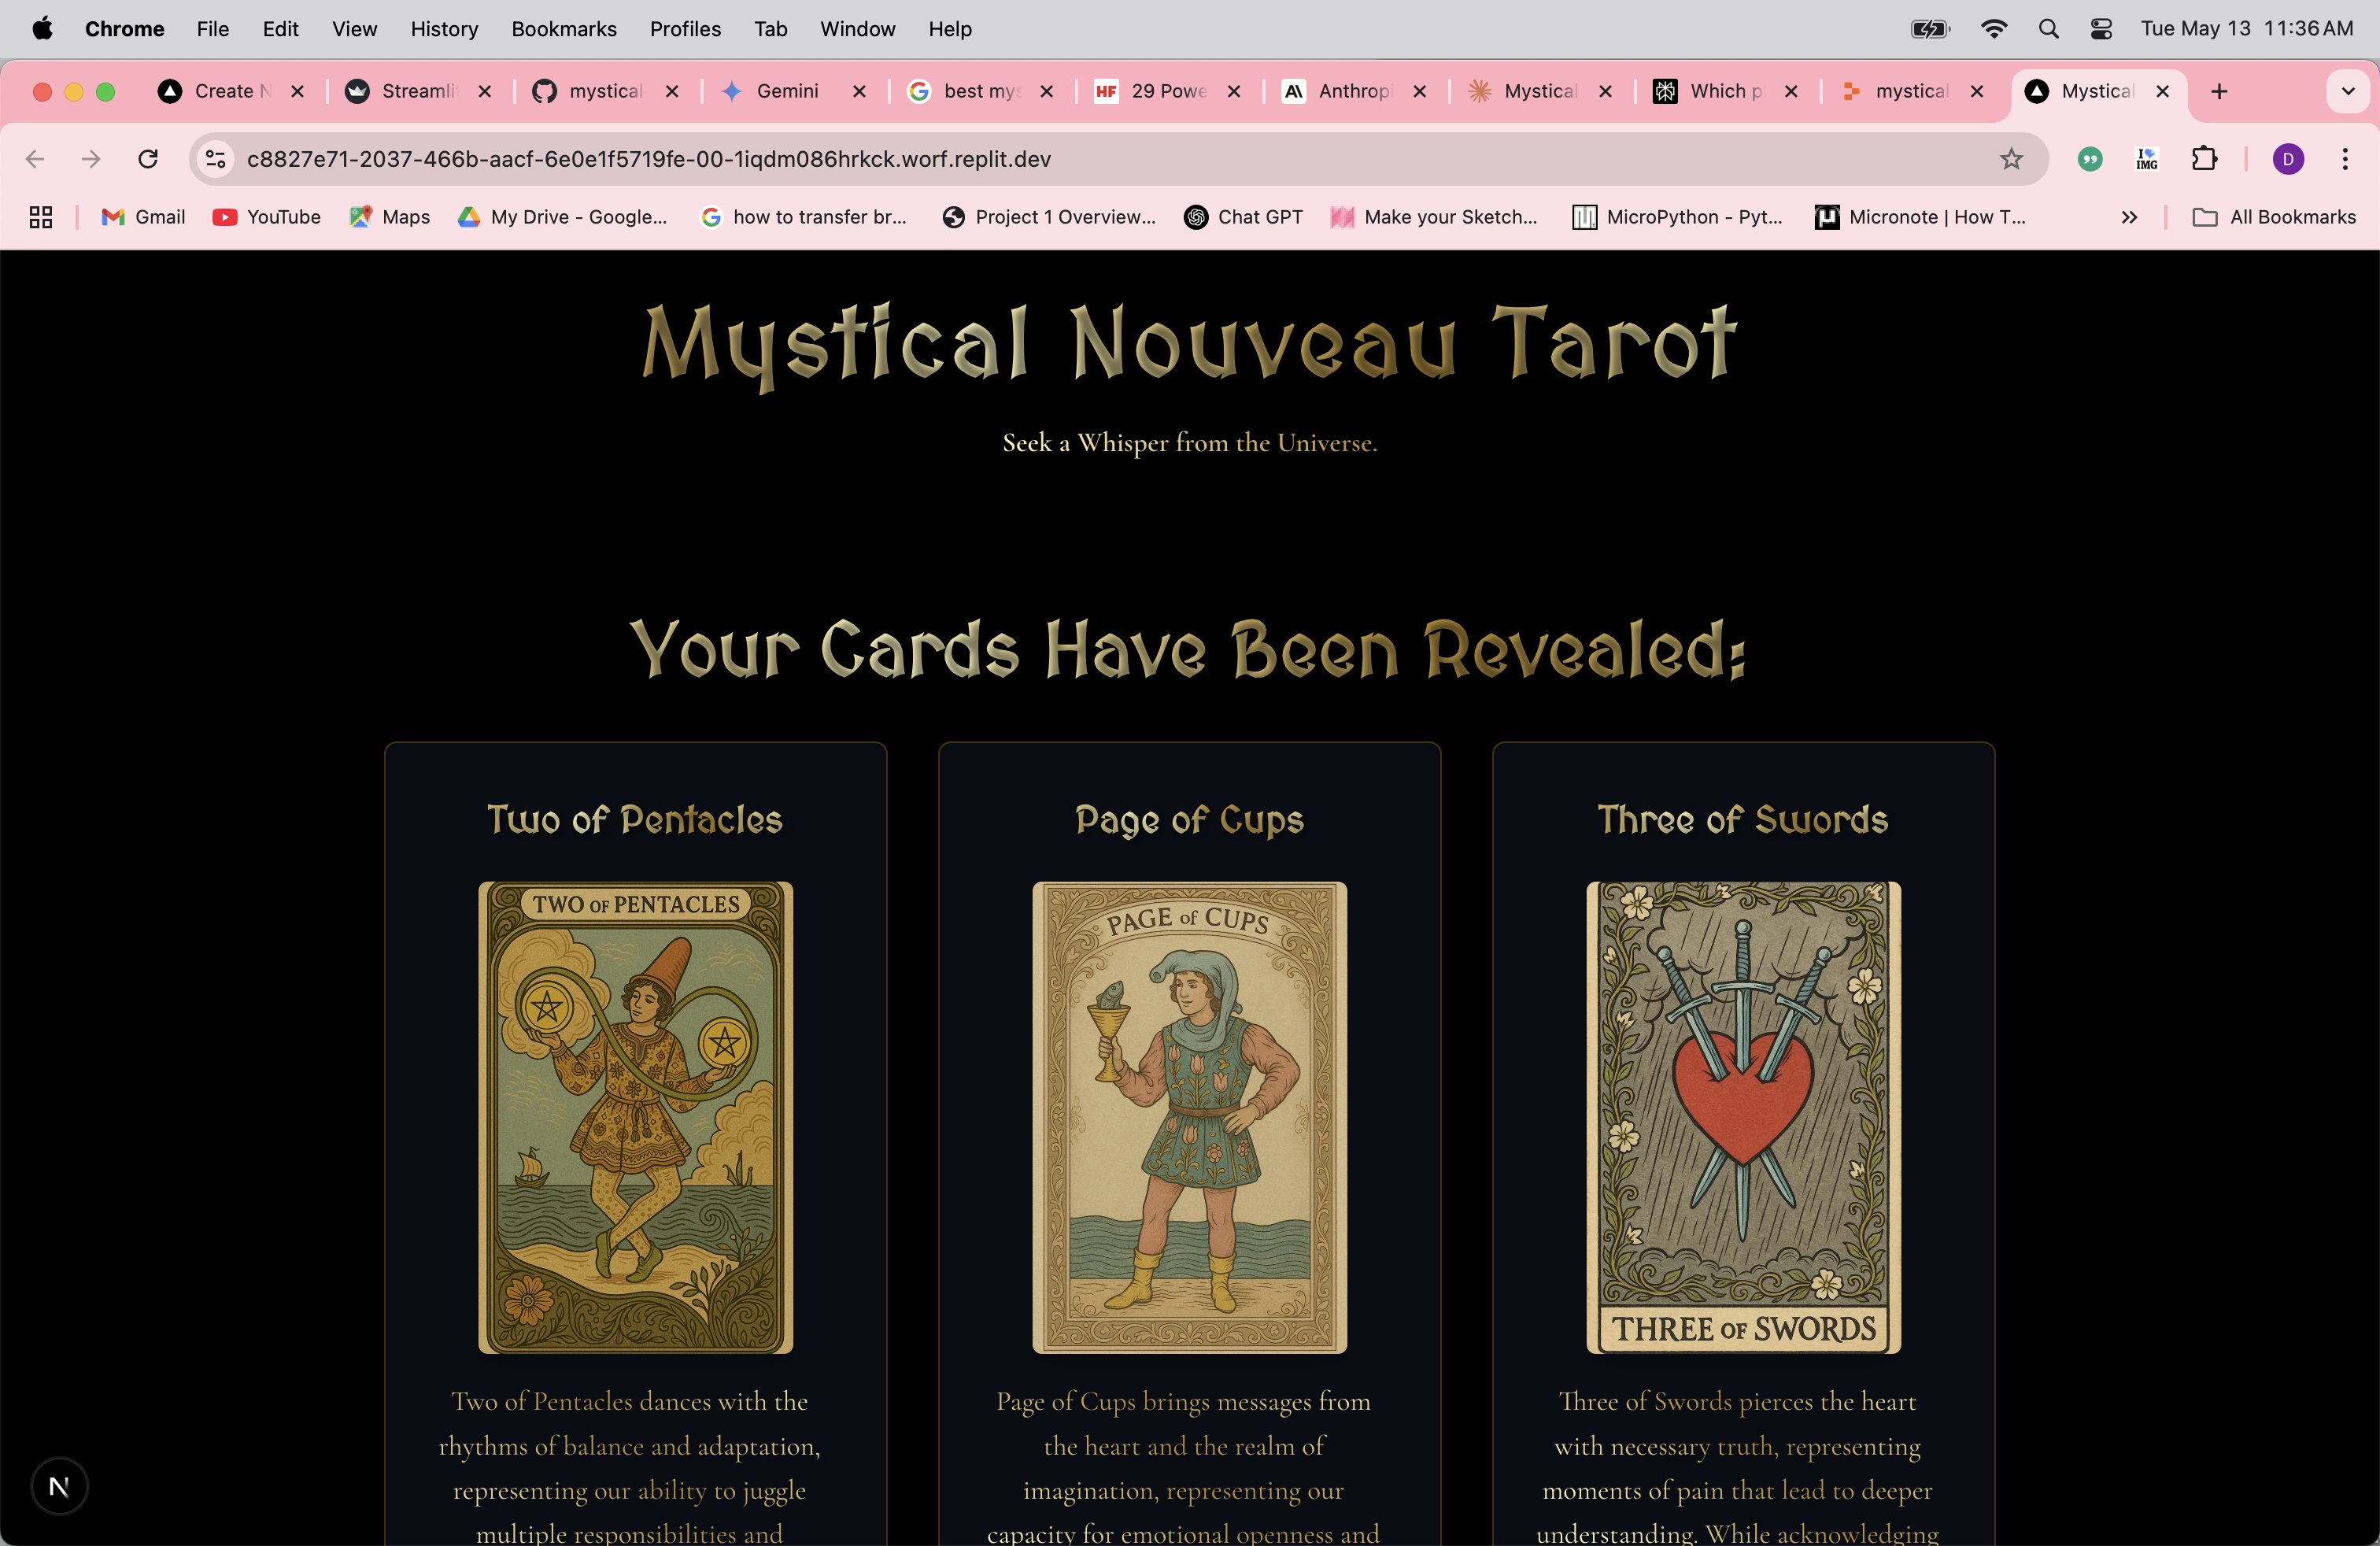 Chrome File Edit View History Bookmarks Profiles Tab Window Help Tue May 13 11:36 AM
Create N Streamli mystical Gemini best mys HF 29 Powe Anthropi Mystical Which p mystical Mystical
c8827e71-2037-466b-aacf-6e0e1f5719fe-00-1iqdm086hrkck.worf.replit.dev I IMG D
Gmail YouTube Maps My Drive - Google... how to transfer br... Project 1 Overview... Chat GPT Make your Sketch... MicroPython - Pyt... Micronote | How T... All Bookmarks
Mystical Nouveau Tarot
Seek a Whisper from the Universe.
Your Cards Have Been Revealed:
Two of Pentacles
TWO OF PENTACLES
Two of Pentacles dances with the
rhythms of balance and adaptation,
representing our ability to juggle
multiple responsibilities and
Page of Cups
PAGE of CUPS
Page of Cups brings messages from
the heart and the realm of
imagination, representing our
capacity for emotional openness and
Three of Swords
THREE OF SWORDS
Three of Swords pierces the heart
with necessary truth, representing
moments of pain that lead to deeper
understanding. While acknowledging
N